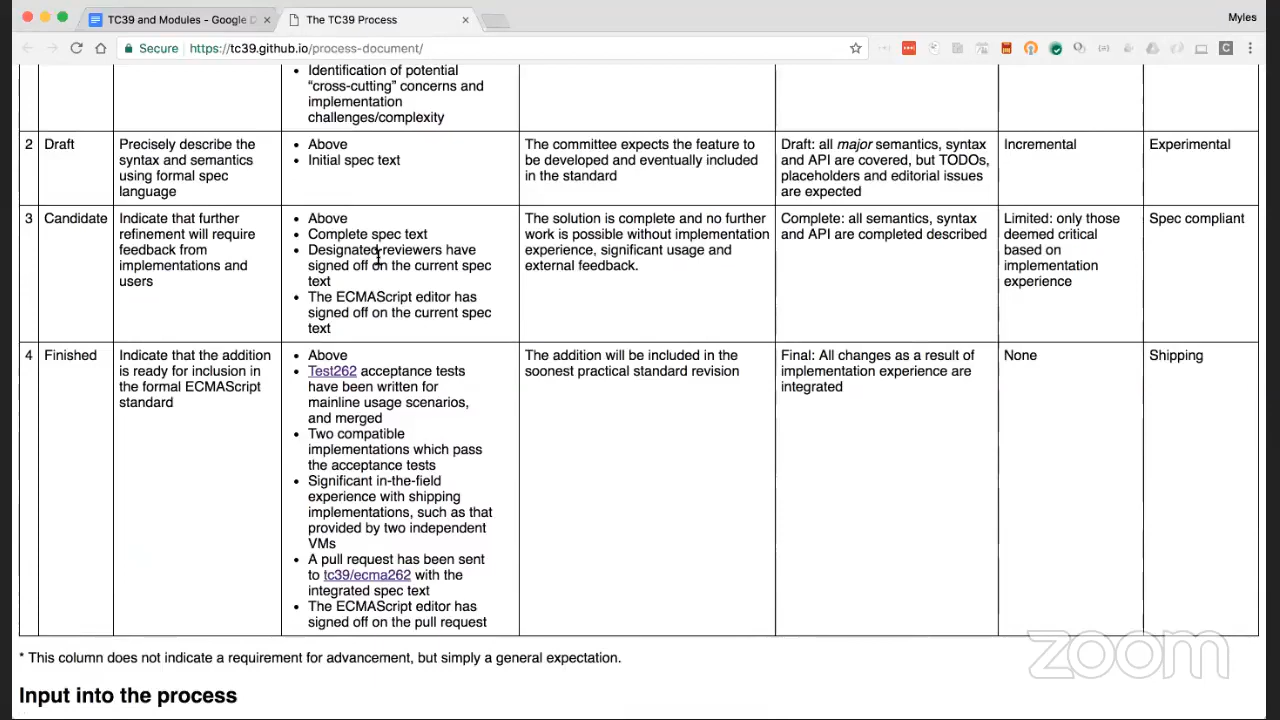 TC39 and Modules - Google D
The TC39 Process
Myles
Secure
https://tc39.github.io/process-document/
Identification of potential
“cross-cutting” concerns and
implementation
challenges/complexity
2
Draft
Precisely describe the
syntax and semantics
using formal spec
language
Above
Initial spec text
The committee expects the feature to
be developed and eventually included
in the standard
Draft: all major semantics, syntax
and API are covered, but TODOs,
placeholders and editorial issues
are expected
Incremental
Experimental
3
Candidate
Indicate that further
refinement will require
feedback from
implementations and
users
Above
Complete spec text
Designated reviewers have
signed off on the current spec
text
The ECMAScript editor has
signed off on the current spec
text
The solution is complete and no further
work is possible without implementation
experience, significant usage and
external feedback.
Complete: all semantics, syntax
and API are completed described
Limited: only those
deemed critical
based on
implementation
experience
Spec compliant
4
Finished
Indicate that the addition
is ready for inclusion in
the formal ECMAScript
standard
Above
Test262 acceptance tests
have been written for
mainline usage scenarios,
and merged
Two compatible
implementations which pass
the acceptance tests
Significant in-the-field
experience with shipping
implementations, such as that
provided by two independent
VMs
A pull request has been sent
to tc39/ecma262 with the
integrated spec text
The ECMAScript editor has
signed off on the pull request
The addition will be included in the
soonest practical standard revision
Final: All changes as a result of
implementation experience are
integrated
None
Shipping
* This column does not indicate a requirement for advancement, but simply a general expectation.
zoom
Input into the process